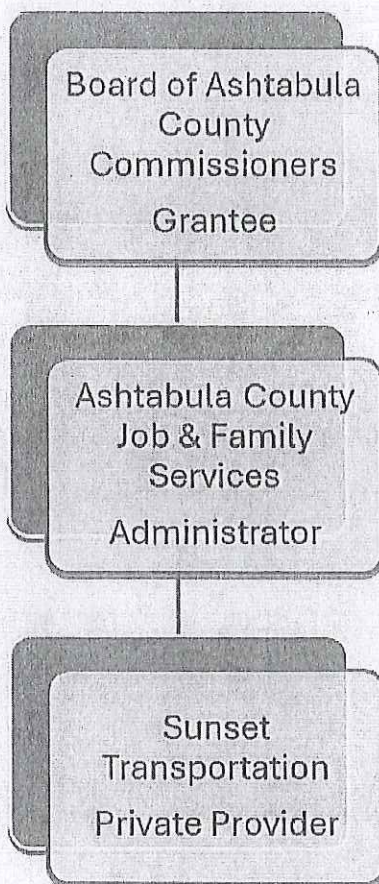 Board of Ashtabula
County
Commissioners
Grantee
Ashtabula County
Job & Family
Services
Administrator
Sunset
Transportation
Private Provider